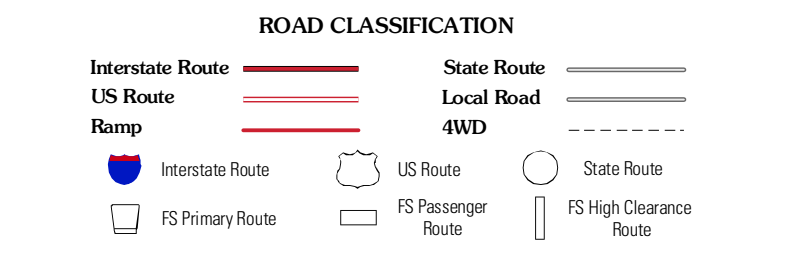 ROAD CLASSIFICATION
Interstate Route
State Route
US Route
Local Road
Ramp
4WD
Interstate Route
US Route
State Route
FS Primary Route
FS Passenger
Route
FS High Clearance
Route